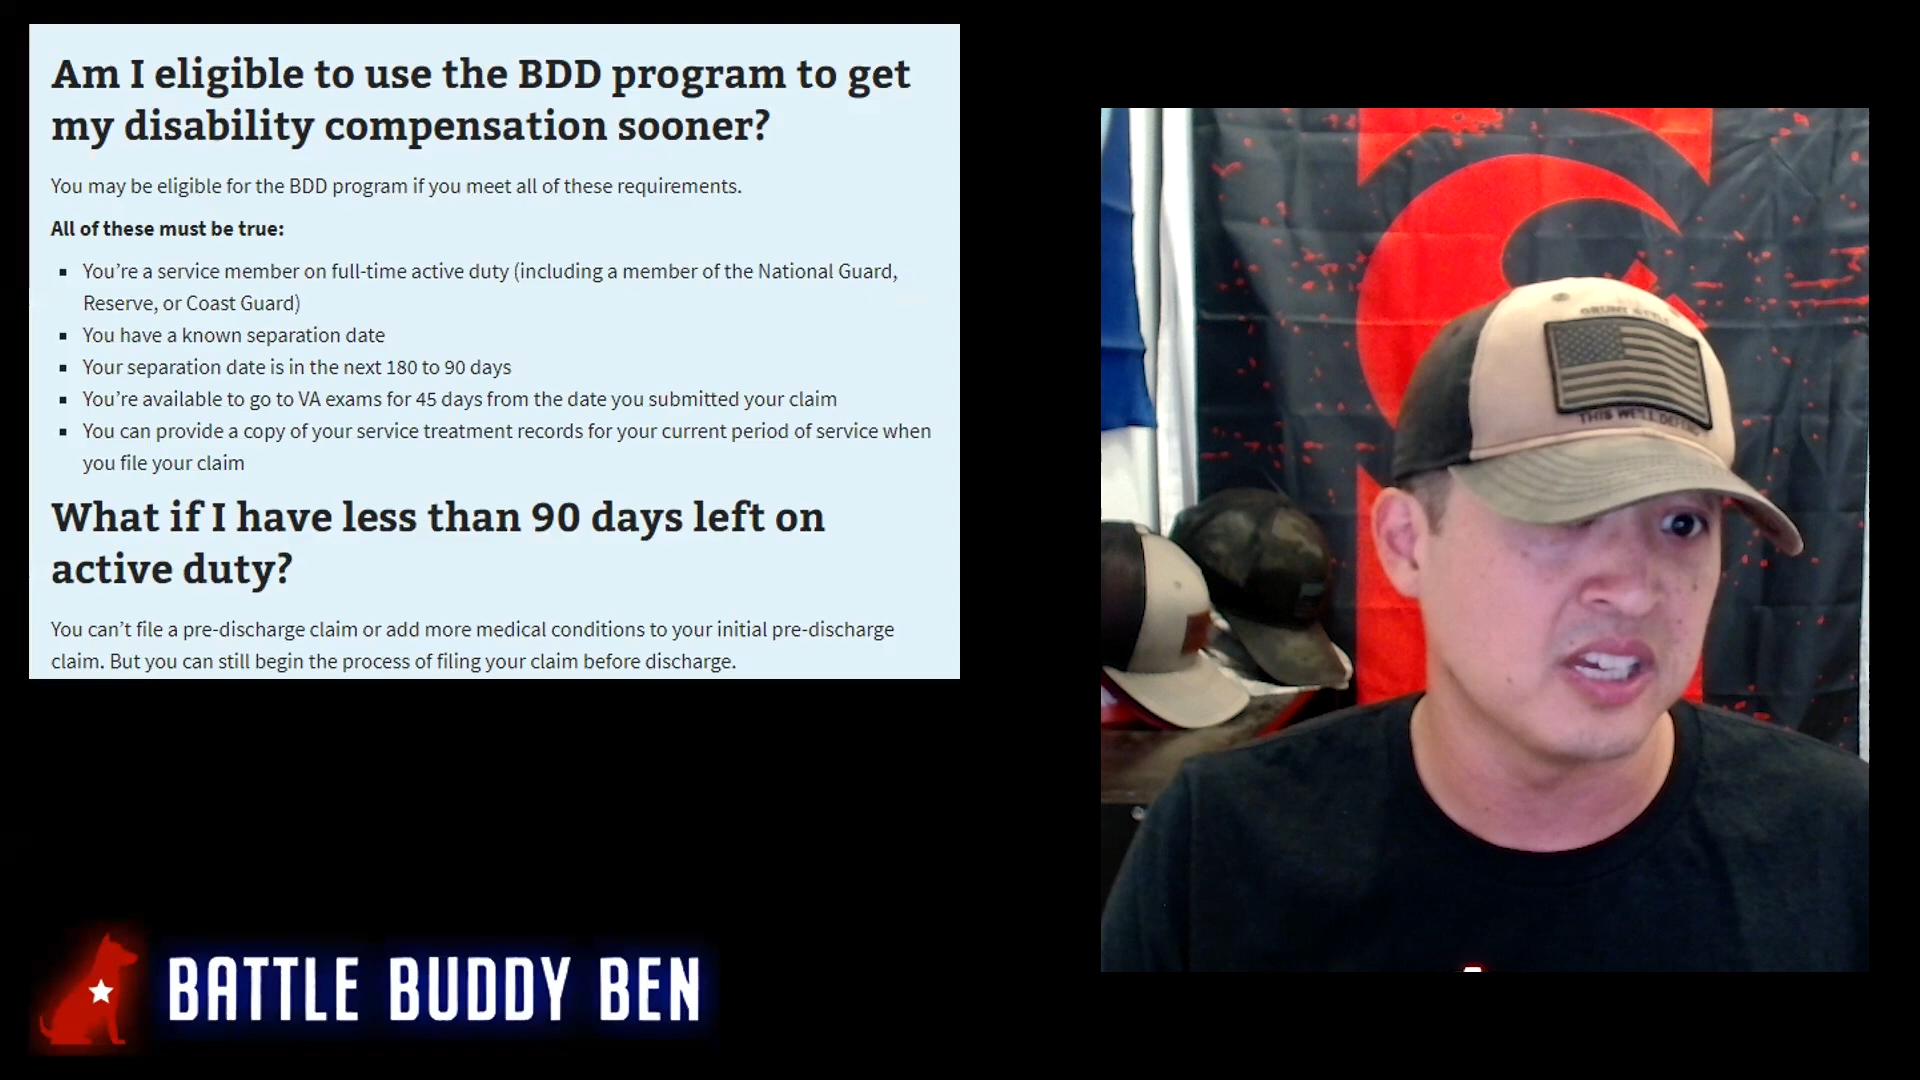 Am I eligible to use the BDD program to get
my disability compensation sooner?
You may be eligible for the BDD program if you meet all of these requirements.
All of these must be true:
▪ You’re a service member on full-time active duty (including a member of the National Guard,
Reserve, or Coast Guard)
▪ You have a known separation date
▪ Your separation date is in the next 180 to 90 days
▪ You’re available to go to VA exams for 45 days from the date you submitted your claim
▪ You can provide a copy of your service treatment records for your current period of service when
you file your claim
What if I have less than 90 days left on
active duty?
You can’t file a pre-discharge claim or add more medical conditions to your initial pre-discharge
claim. But you can still begin the process of filing your claim before discharge.
GRUNT STYLE
THIS WE'LL DEFEND
BATTLE BUDDY BEN